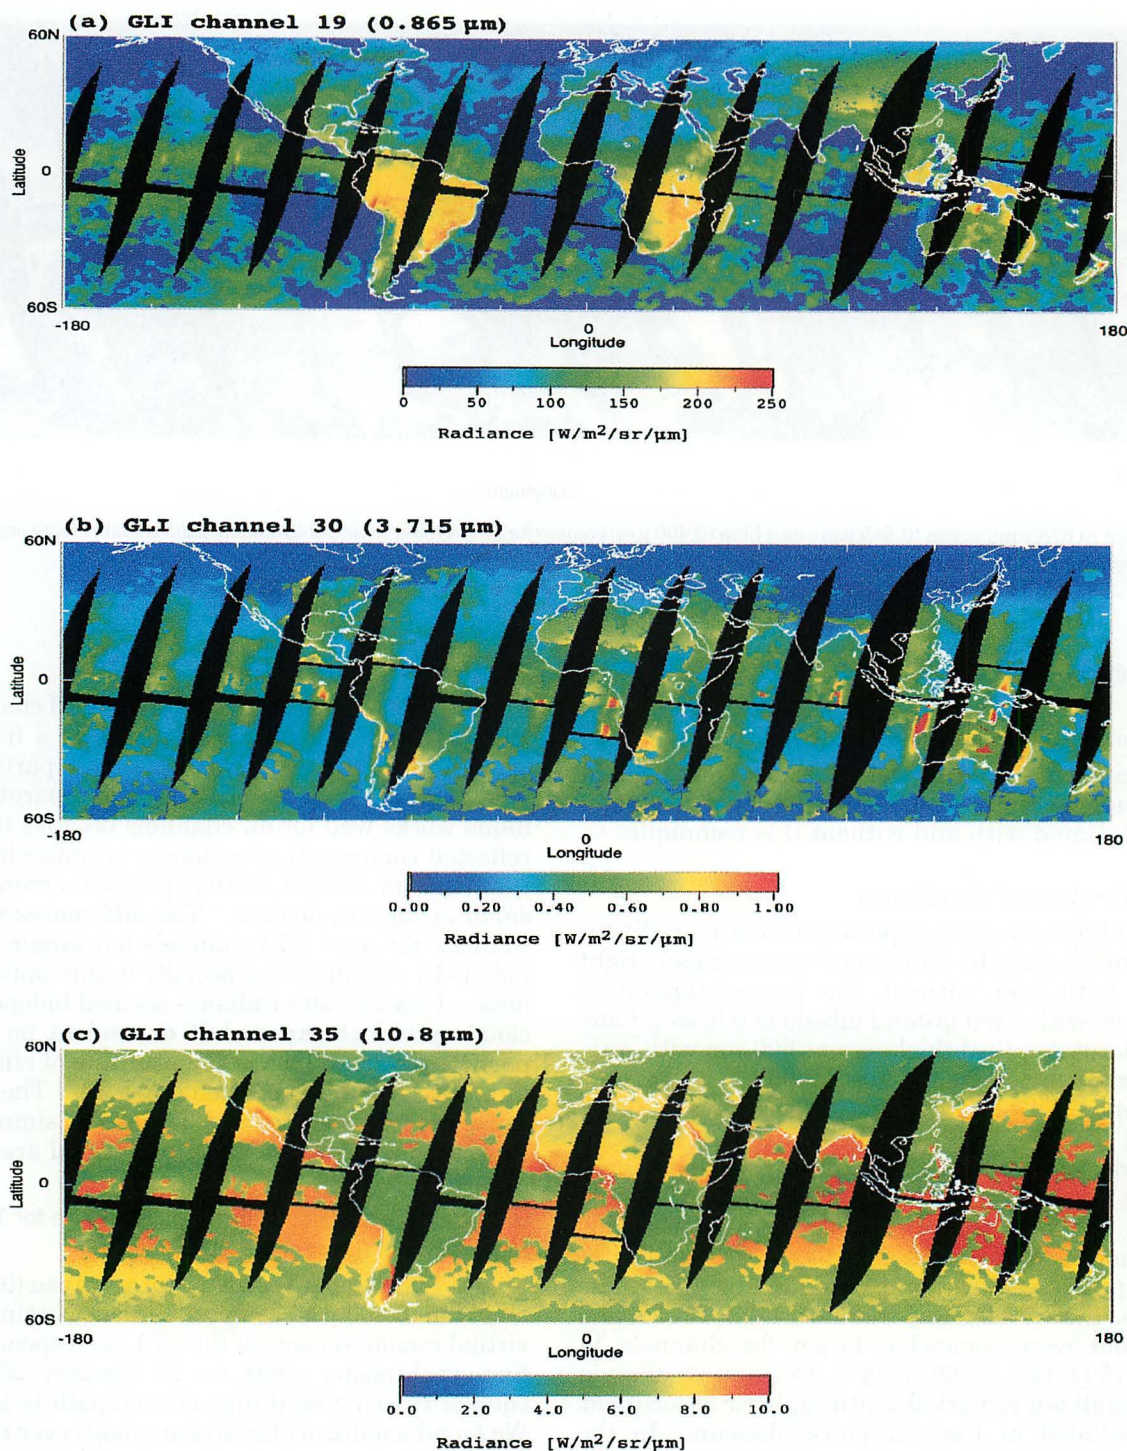 (a) GLI channel 19 (0.865 μm)
60N
Latitude
0
60S
-180 0 180
Longitude
0 50 100 150 200 250
Radiance [W/m²/sr/μm]
(b) GLI channel 30 (3.715 μm)
60N
Latitude
0
60S
-180 0 180
Longitude
0.00 0.20 0.40 0.60 0.80 1.00
Radiance [W/m²/sr/μm]
(c) GLI channel 35 (10.8 μm)
60N
Latitude
0
60S
-180 0 180
Longitude
0.0 2.0 4.0 6.0 8.0 10.0
Radiance [W/m²/sr/μm]